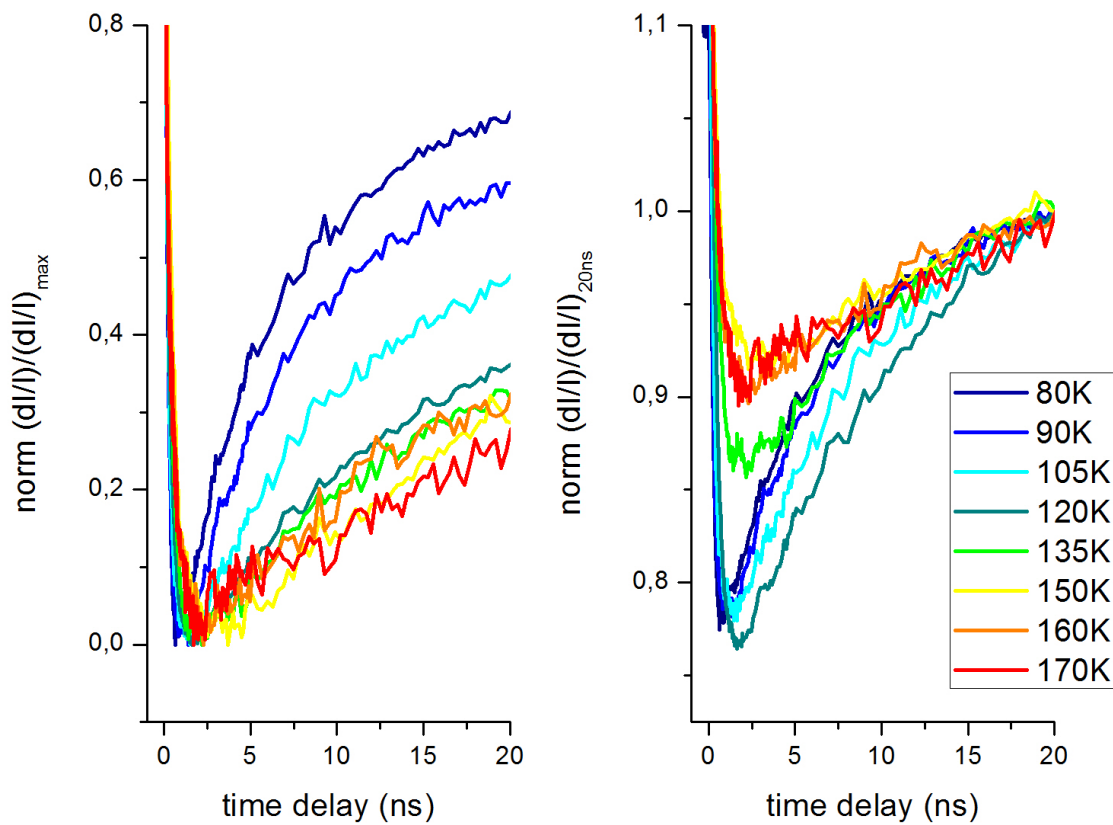 0,8
0,6
0,4
0,2
0,0
norm (dI/I)/(dI/I)max
0
5
10
15
20
time delay (ns)
1,1
1,0
0,9
0,8
norm (dI/I)/(dI/I)20ns
0
5
10
15
20
time delay (ns)
80K
90K
105K
120K
135K
150K
160K
170K